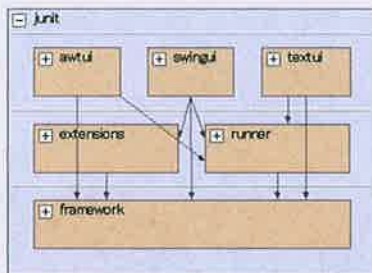 junit
awtui
swingui
textui
extensions
runner
framework